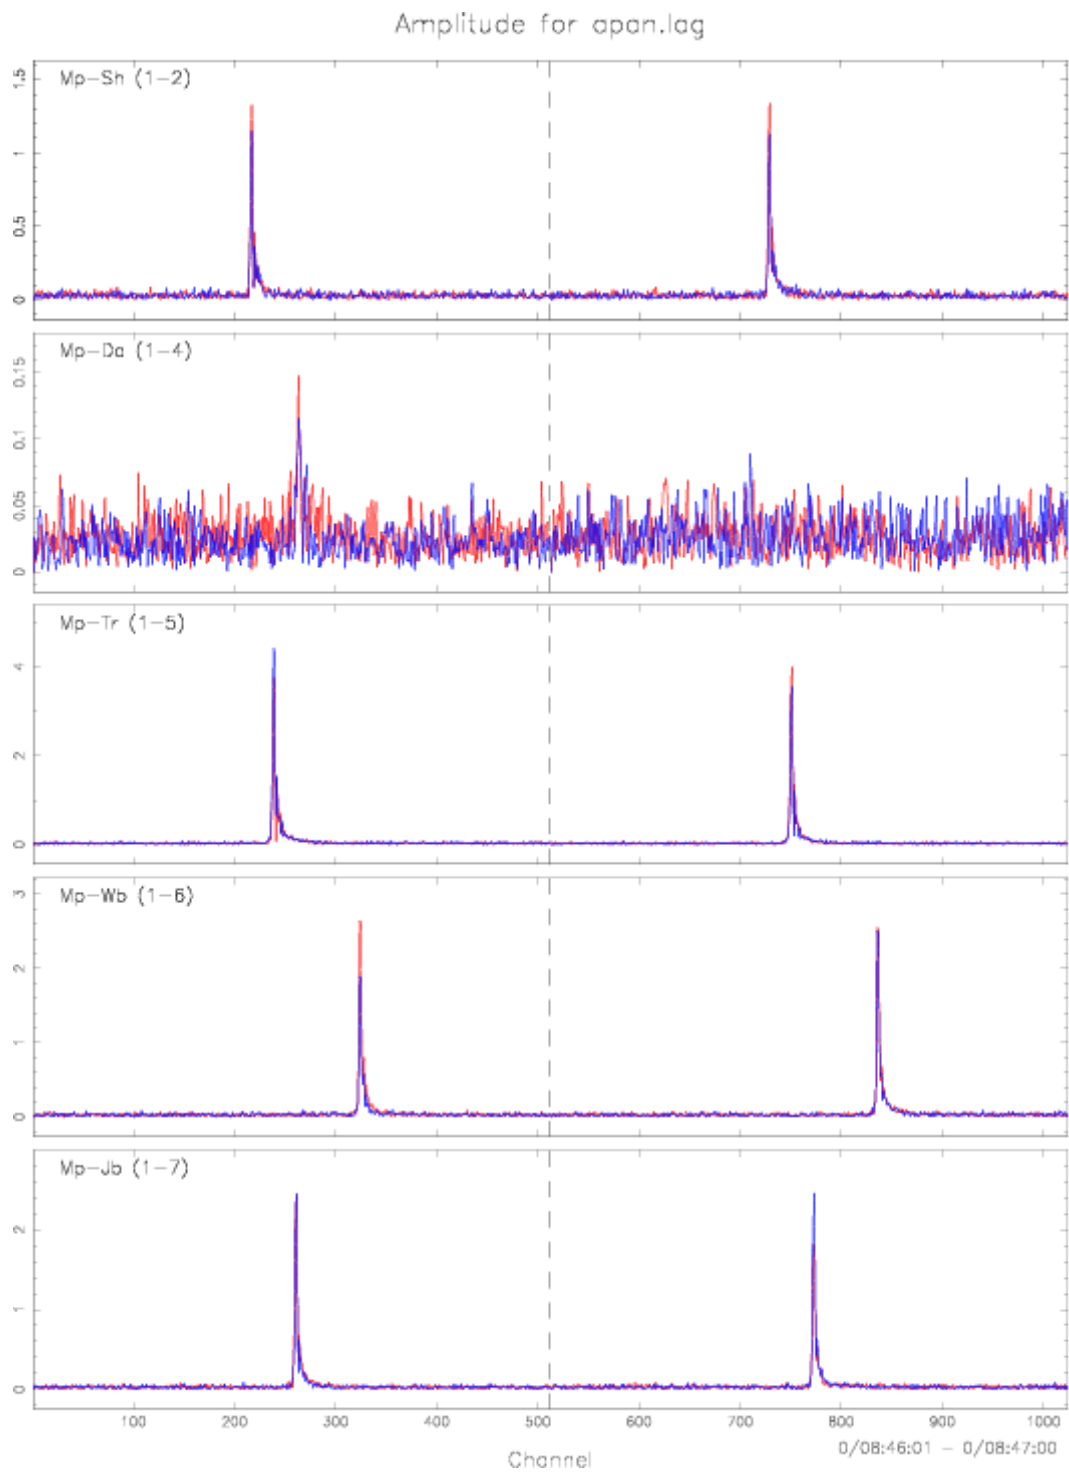 Amplitude for apan.lag
Mp-Sh (1-2)
1.5
1
0.5
0
Mp-Da (1-4)
0.15
0.1
0.05
0
Mp-Tr (1-5)
4
2
0
Mp-Wb (1-6)
3
2
1
0
Mp-Jb (1-7)
2
1
0
100 200 300 400 500 600 700 800 900 1000
Channel
0/08:46:01 - 0/08:47:00